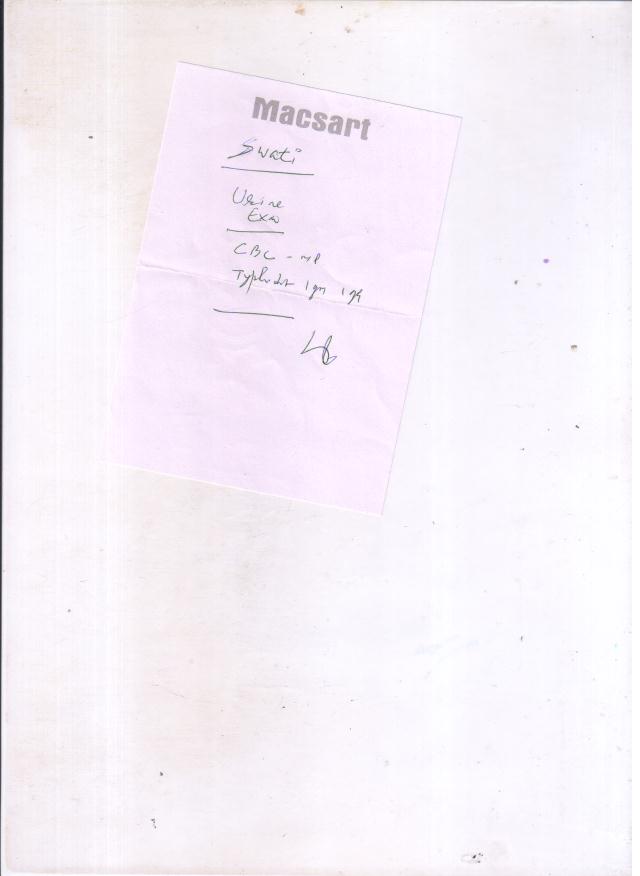 Macsart
Swati
Urine
Exa
CBC - MP
Typhidot IgM IgG